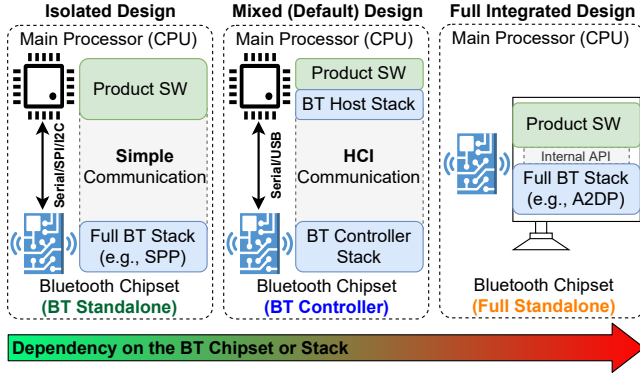 Isolated Design
Main Processor (CPU)
Product SW
Serial/SPI/I2C
Simple
Communication
Full BT Stack
(e.g., SPP)
Bluetooth Chipset
(BT Standalone)
Mixed (Default) Design
Main Processor (CPU)
Product SW
BT Host Stack
Serial/USB
HCI
Communication
BT Controller
Stack
Bluetooth Chipset
(BT Controller)
Full Integrated Design
Main Processor (CPU)
Product SW
Internal API
Full BT Stack
(e.g., A2DP)
Bluetooth Chipset
(Full Standalone)
Dependency on the BT Chipset or Stack